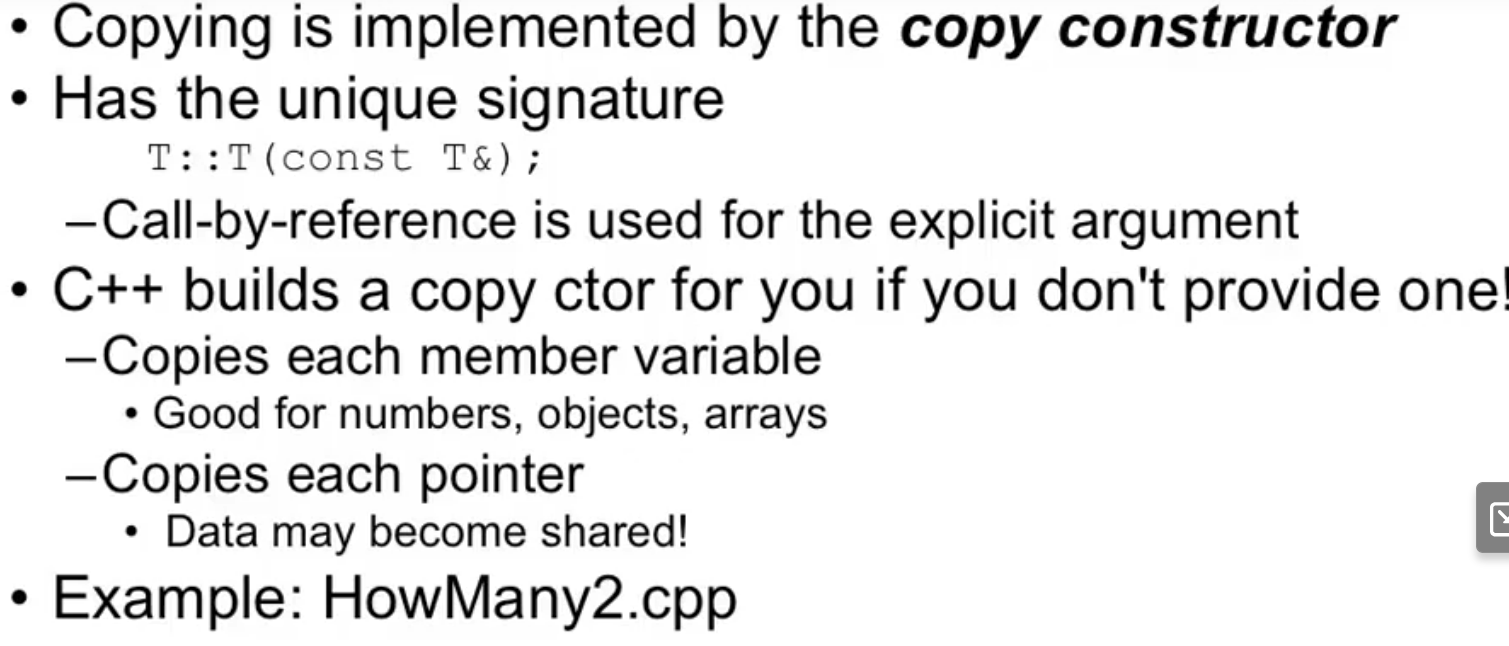 • Copying is implemented by the copy constructor
• Has the unique signature
T::T(const T&);
–Call-by-reference is used for the explicit argument
• C++ builds a copy ctor for you if you don't provide one!
–Copies each member variable
• Good for numbers, objects, arrays
–Copies each pointer
• Data may become shared!
• Example: HowMany2.cpp